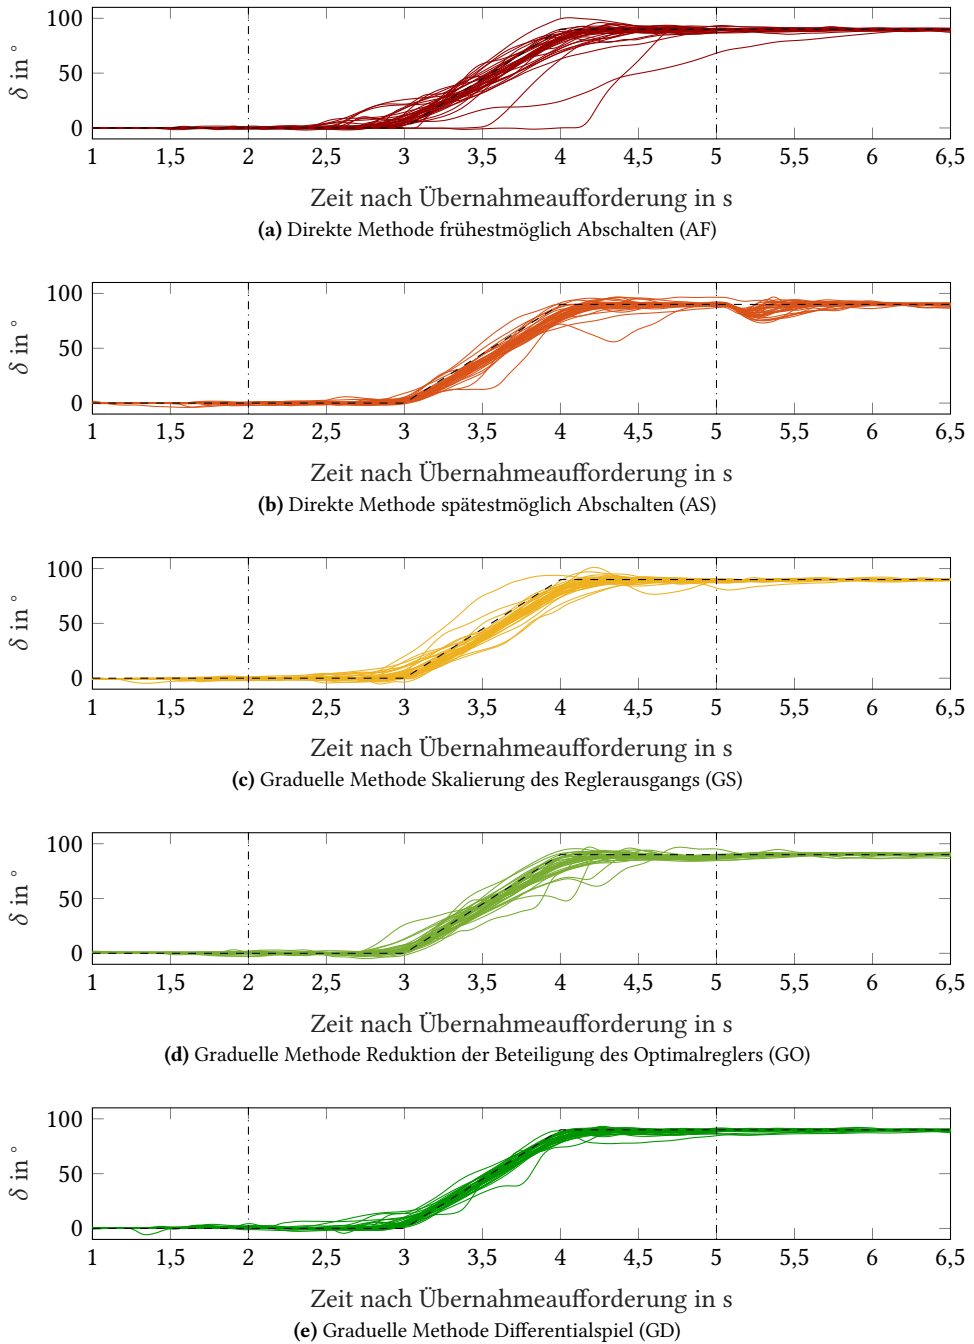 100
50
0
δ in °
1 1,5 2 2,5 3 3,5 4 4,5 5 5,5 6 6,5
Zeit nach Übernahmeaufforderung in s
(a) Direkte Methode frühestmöglich Abschalten (AF)
100
50
0
δ in °
1 1,5 2 2,5 3 3,5 4 4,5 5 5,5 6 6,5
Zeit nach Übernahmeaufforderung in s
(b) Direkte Methode spätestmöglich Abschalten (AS)
100
50
0
δ in °
1 1,5 2 2,5 3 3,5 4 4,5 5 5,5 6 6,5
Zeit nach Übernahmeaufforderung in s
(c) Graduelle Methode Skalierung des Reglerausgangs (GS)
100
50
0
δ in °
1 1,5 2 2,5 3 3,5 4 4,5 5 5,5 6 6,5
Zeit nach Übernahmeaufforderung in s
(d) Graduelle Methode Reduktion der Beteiligung des Optimalreglers (GO)
100
50
0
δ in °
1 1,5 2 2,5 3 3,5 4 4,5 5 5,5 6 6,5
Zeit nach Übernahmeaufforderung in s
(e) Graduelle Methode Differentialspiel (GD)